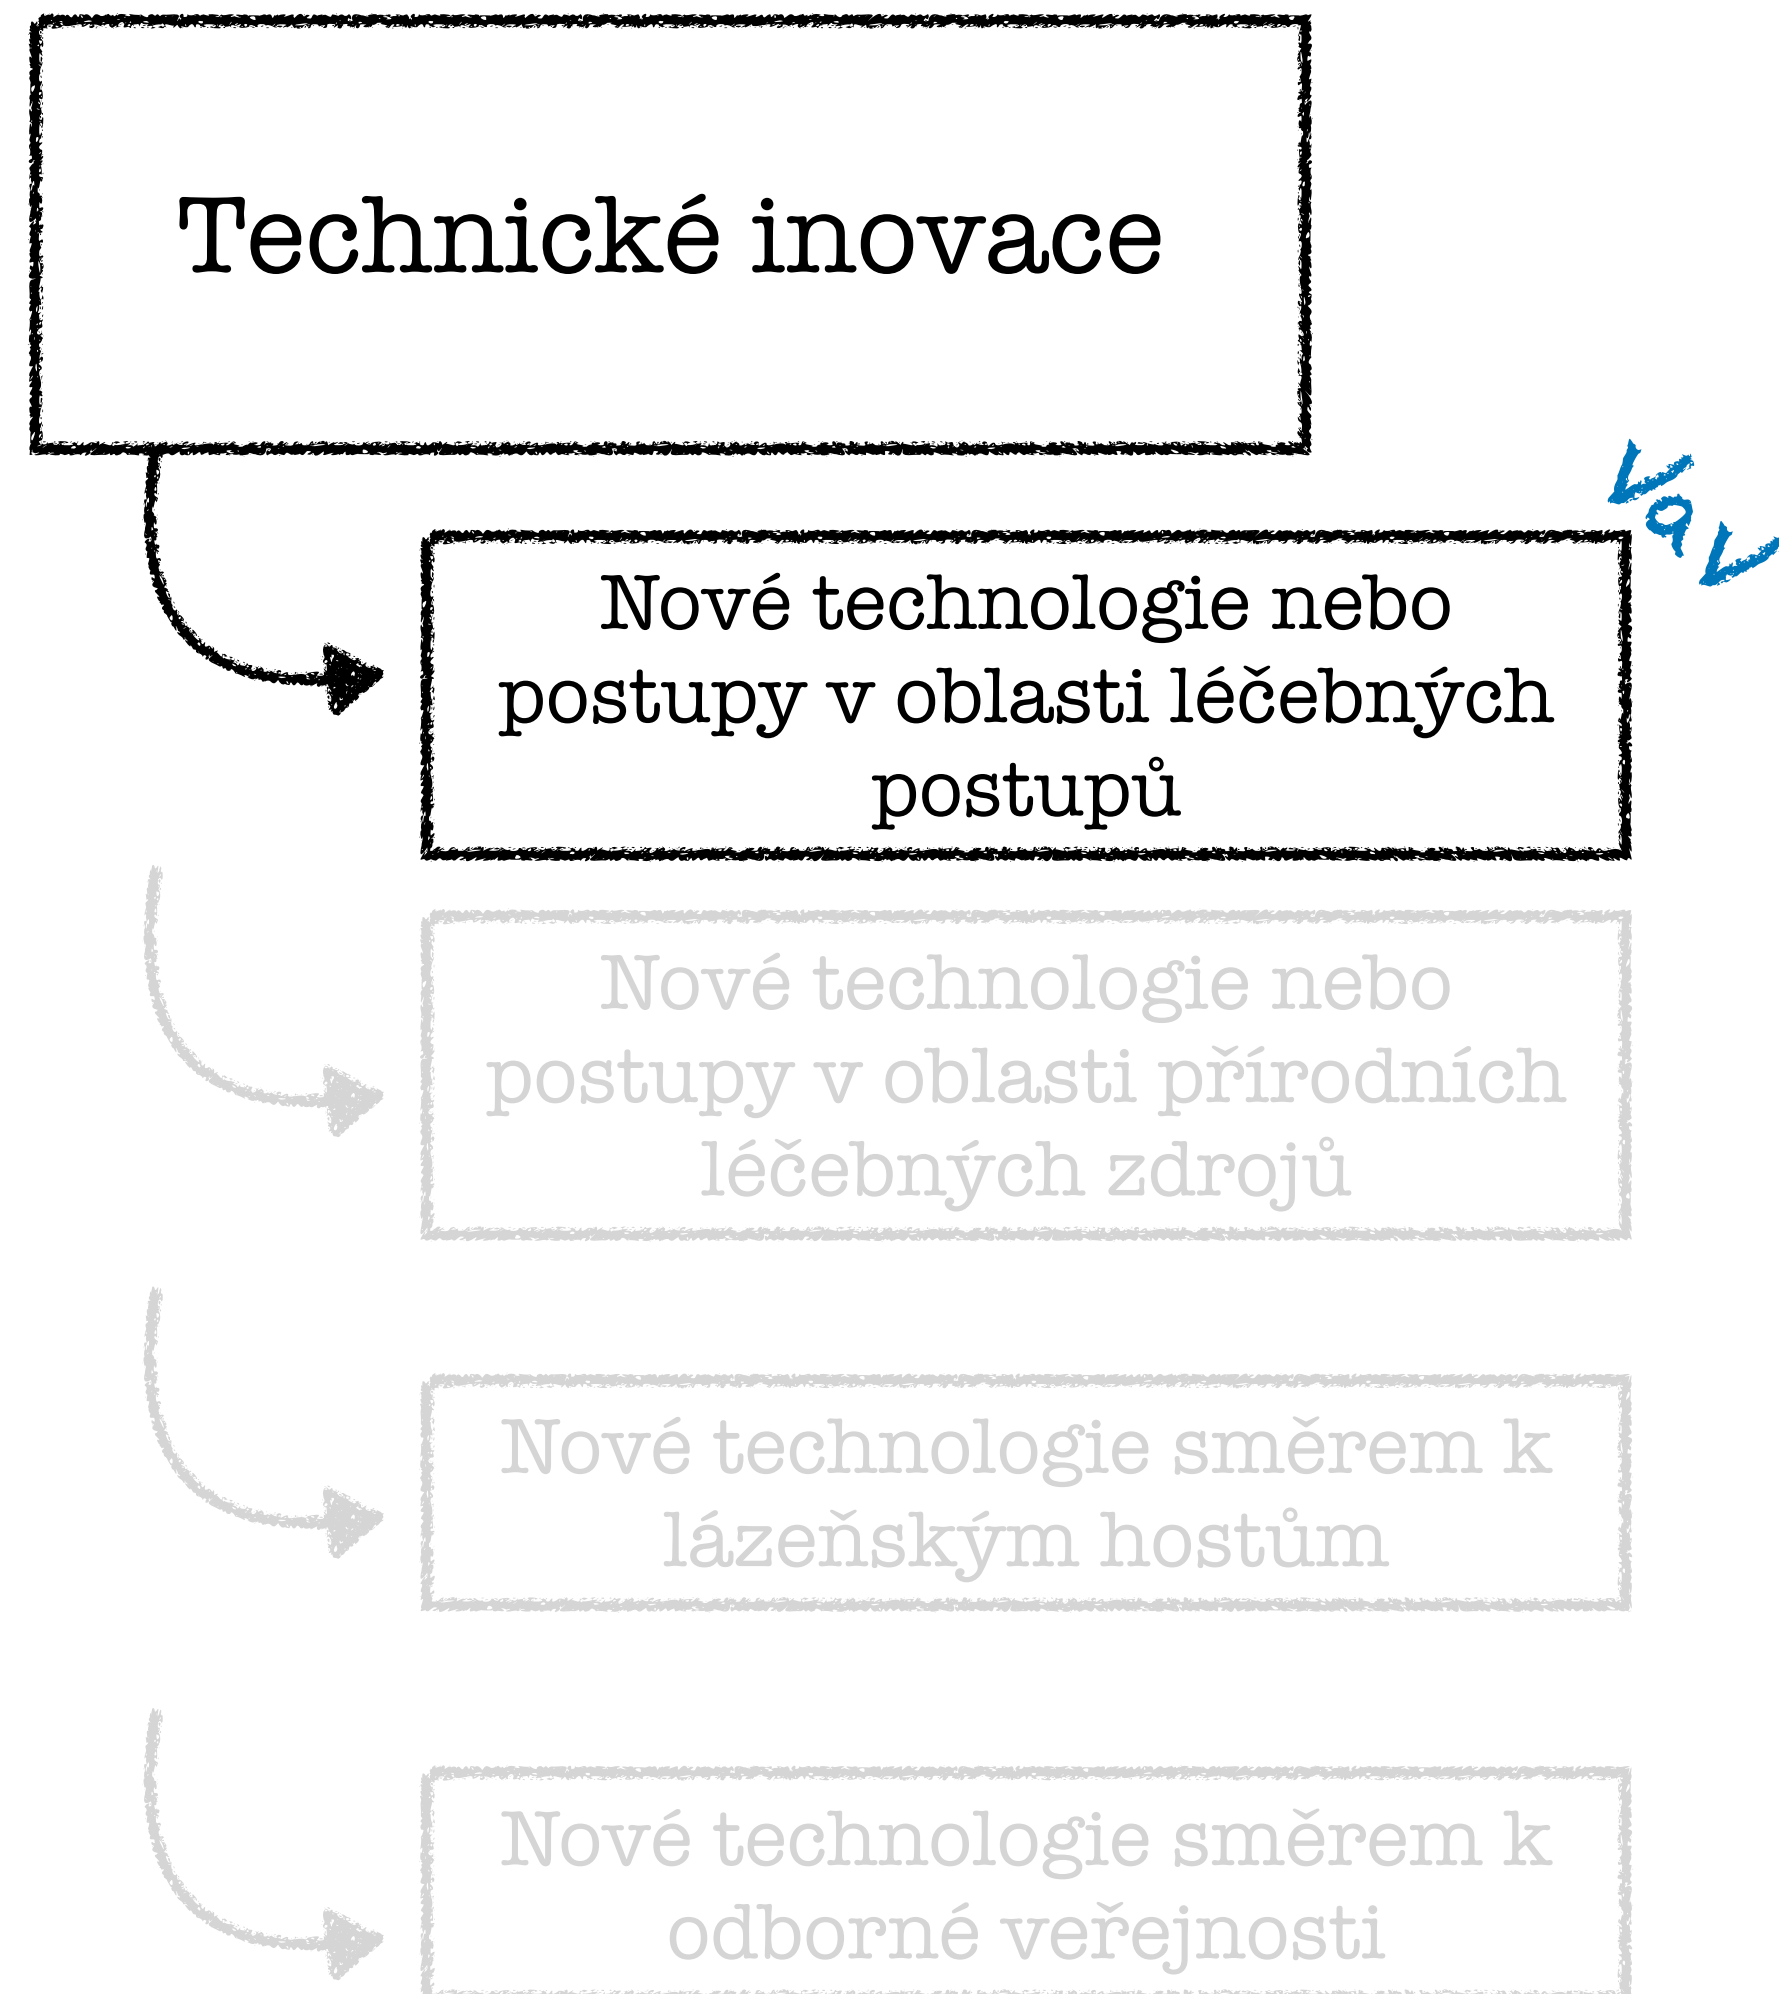 Technické inovace
VaV
Nové technologie nebo
postupy v oblasti léčebných
postupů
Nové technologie nebo
postupy v oblasti přírodních
léčebných zdrojů
Nové technologie směrem k
lázeňským hostům
Nové technologie směrem k
odborné veřejnosti